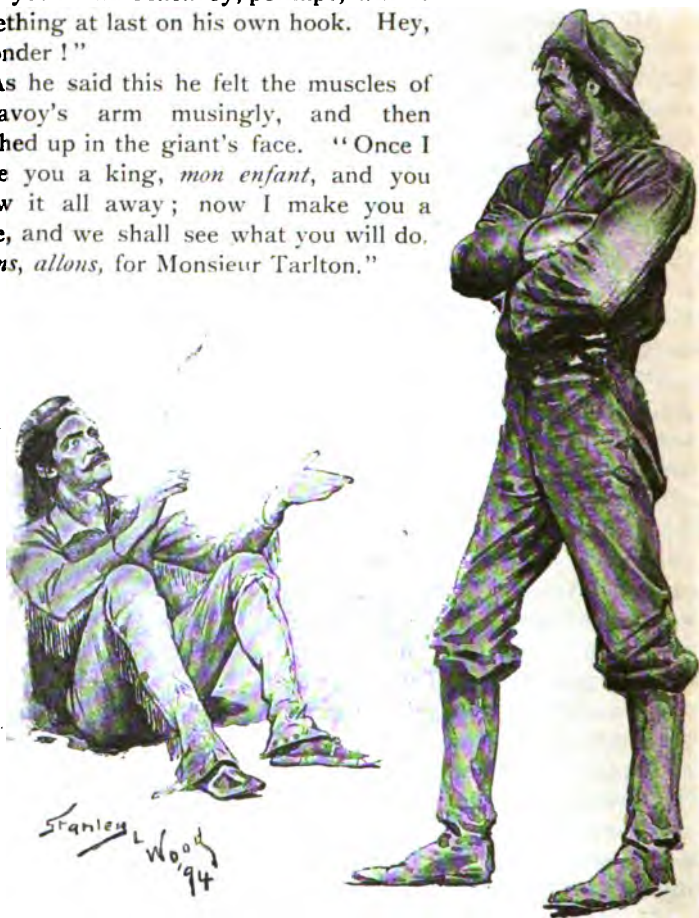 ething at last on his own hook. Hey,
onder !"
As he said this he felt the muscles of
avoy's arm musingly, and then
hed up in the giant's face. "Once I
e you a king, mon enfant, and you
w it all away; now I make you a
e, and we shall see what you will do.
ns, allons, for Monsieur Tarlton."
Stanley L
Wood
'94